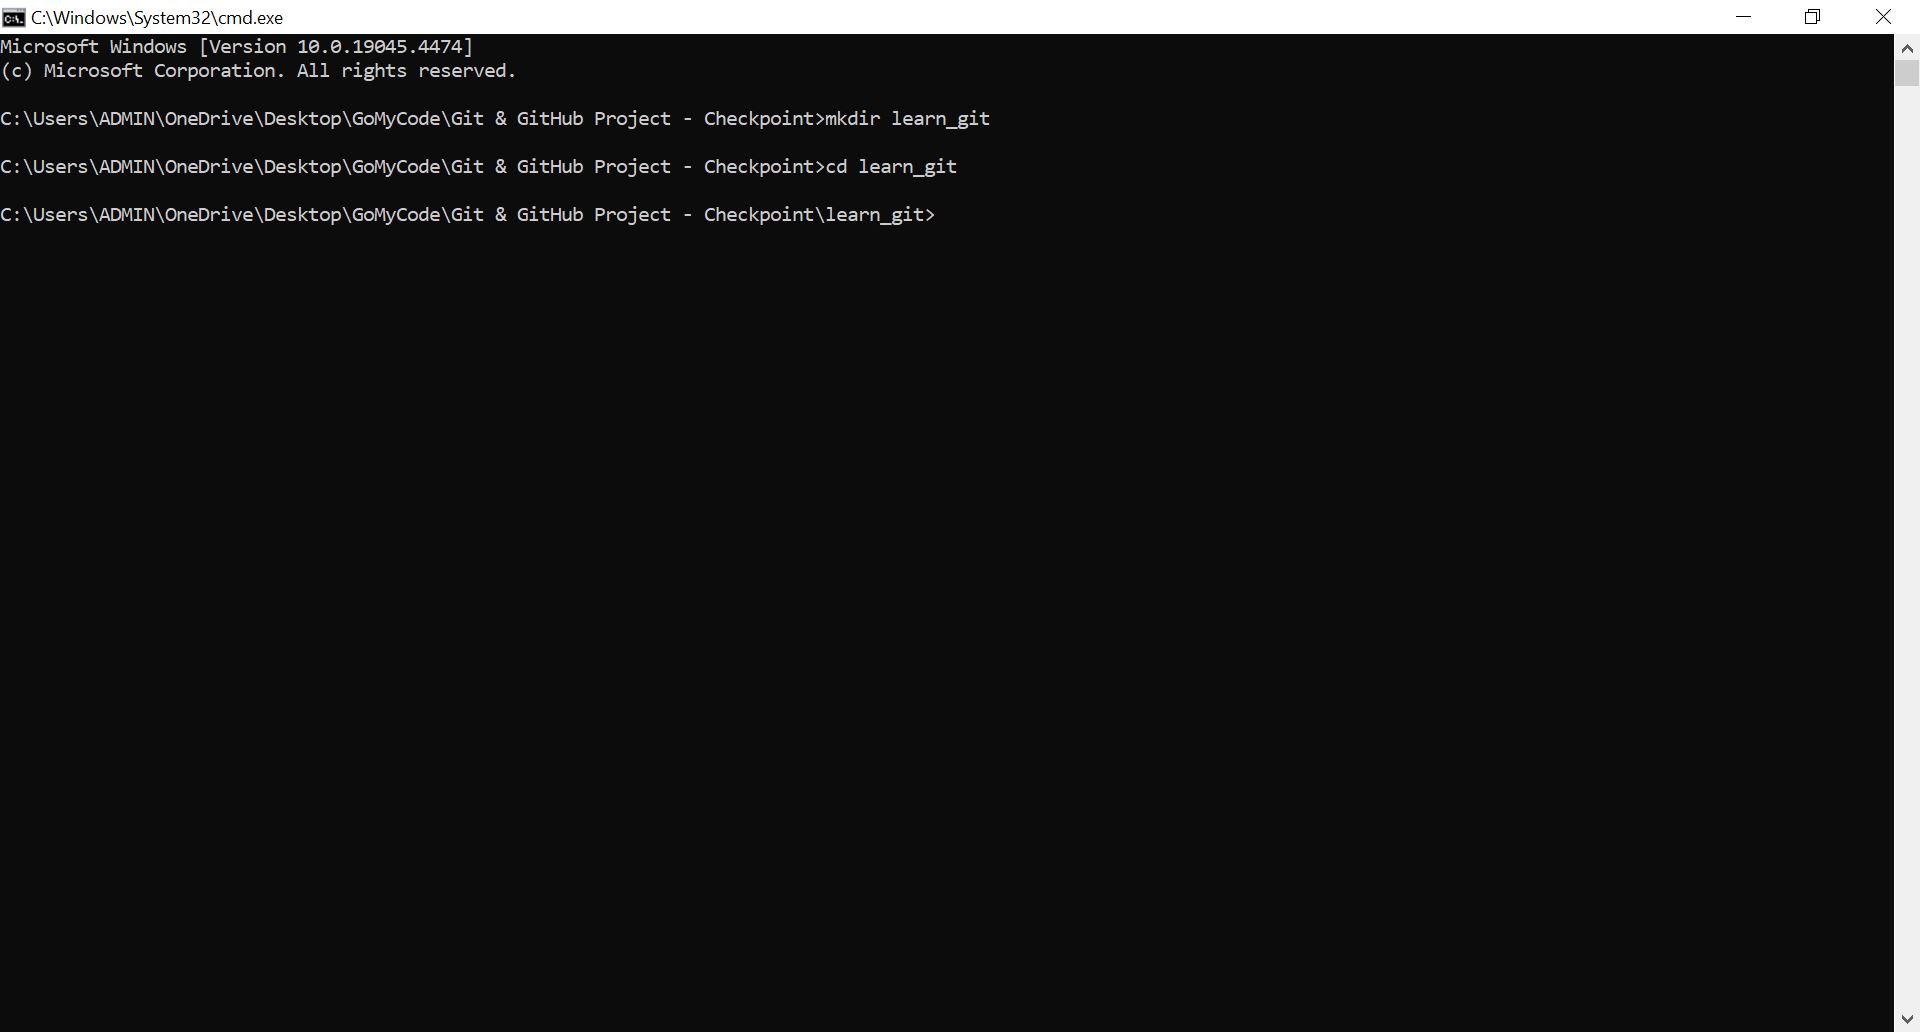 C:\Windows\System32\cmd.exe
Microsoft Windows [Version 10.0.19045.4474]
(c) Microsoft Corporation. All rights reserved.
C:\Users\ADMIN\OneDrive\Desktop\GoMyCode\Git & GitHub Project - Checkpoint>mkdir learn_git
C:\Users\ADMIN\OneDrive\Desktop\GoMyCode\Git & GitHub Project - Checkpoint>cd learn_git
C:\Users\ADMIN\OneDrive\Desktop\GoMyCode\Git & GitHub Project - Checkpoint\learn_git>